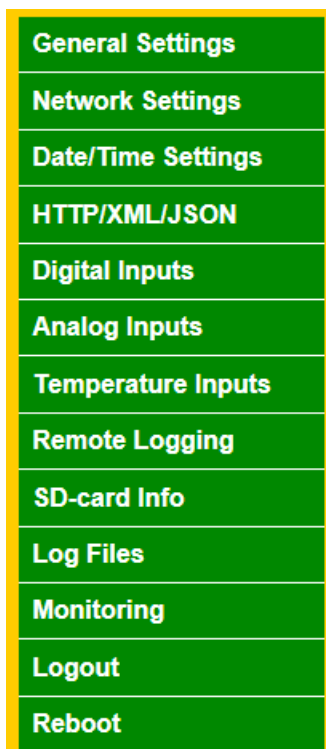 General Settings
Network Settings
Date/Time Settings
HTTP/XML/JSON
Digital Inputs
Analog Inputs
Temperature Inputs
Remote Logging
SD-card Info
Log Files
Monitoring
Logout
Reboot